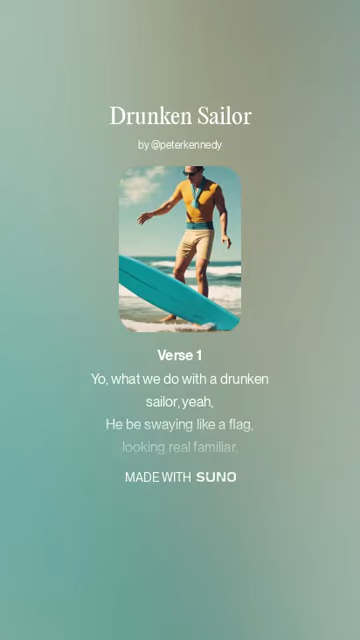 Drunken Sailor
by @peterkennedy
Verse 1
Yo, what we do with a drunken
sailor, yeah,
He be swaying like a flag,
looking real familiar,
MADE WITH SUNO